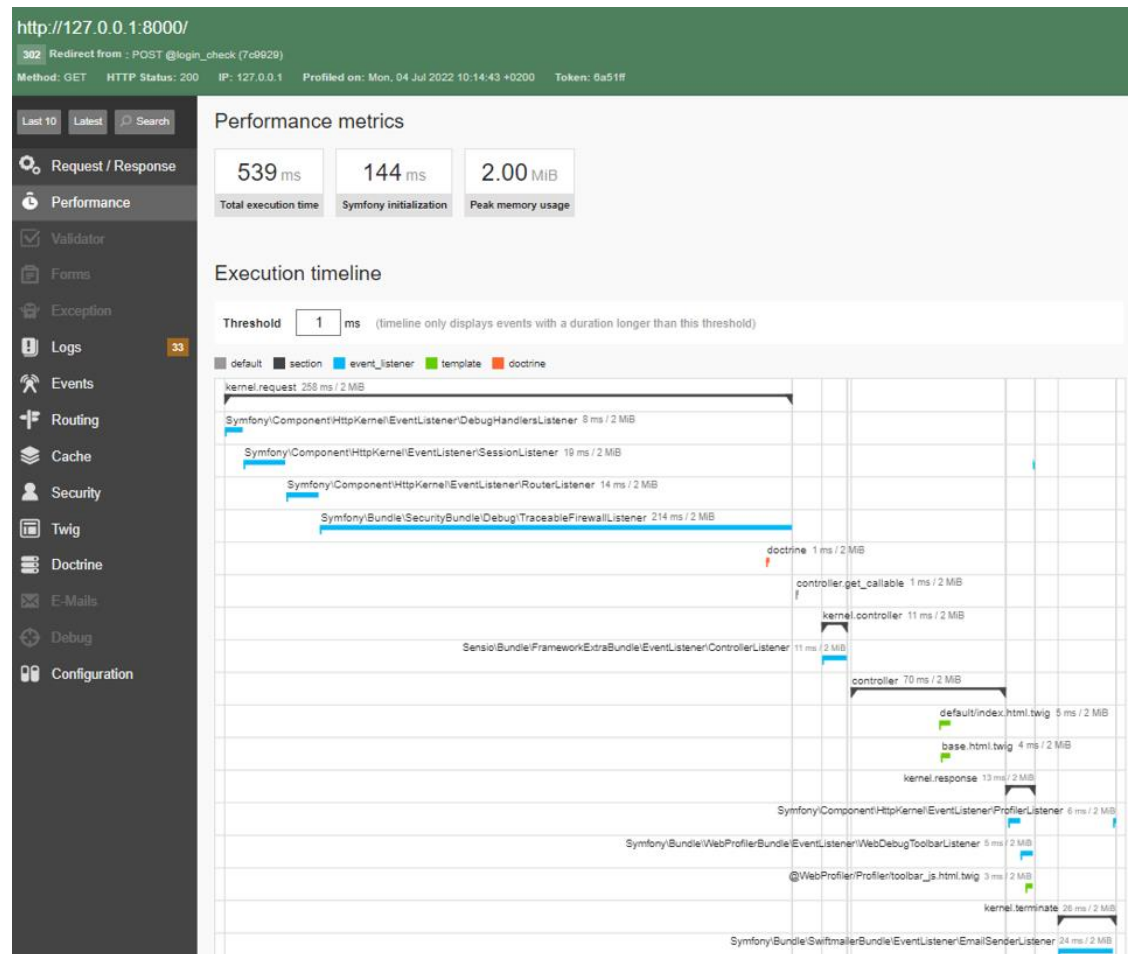 http://127.0.0.1:8000/
302 Redirect from : POST @login_check (7c9929)
Method: GET HTTP Status: 200 IP: 127.0.0.1 Profiled on: Mon, 04 Jul 2022 10:14:43 +0200 Token: 6a51ff
Last 10 Latest Search
Request / Response
Performance
Validator
Forms
Exception
Logs 33
Events
Routing
Cache
Security
Twig
Doctrine
E-Mails
Debug
Configuration
Performance metrics
539 ms 144 ms 2.00 MiB
Total execution time Symfony initialization Peak memory usage
Execution timeline
Threshold 1 ms (timeline only displays events with a duration longer than this threshold)
default section event_listener template doctrine
kernel.request 258 ms / 2 MiB
Symfony\Component\HttpKernel\EventListener\DebugHandlersListener 8 ms / 2 MiB
Symfony\Component\HttpKernel\EventListener\SessionListener 19 ms / 2 MiB
Symfony\Component\HttpKernel\EventListener\RouterListener 14 ms / 2 MiB
Symfony\Bundle\SecurityBundle\Debug\TraceableFirewallListener 214 ms / 2 MiB
doctrine 1 ms / 2 MiB
controller.get_callable 1 ms / 2 MiB
kernel.controller 11 ms / 2 MiB
Sensio\Bundle\FrameworkExtraBundle\EventListener\ControllerListener 11 ms / 2 MiB
controller 70 ms / 2 MiB
default/index.html.twig 5 ms / 2 MiB
base.html.twig 4 ms / 2 MiB
kernel.response 13 ms / 2 MiB
Symfony\Component\HttpKernel\EventListener\ProfilerListener 6 ms / 2 MiB
Symfony\Bundle\WebProfilerBundle\EventListener\WebDebugToolbarListener 5 ms / 2 MiB
@WebProfiler/Profiler/toolbar_js.html.twig 3 ms / 2 MiB
kernel.terminate 26 ms / 2 MiB
Symfony\Bundle\SwiftmailerBundle\EventListener\EmailSenderListener 24 ms / 2 MiB